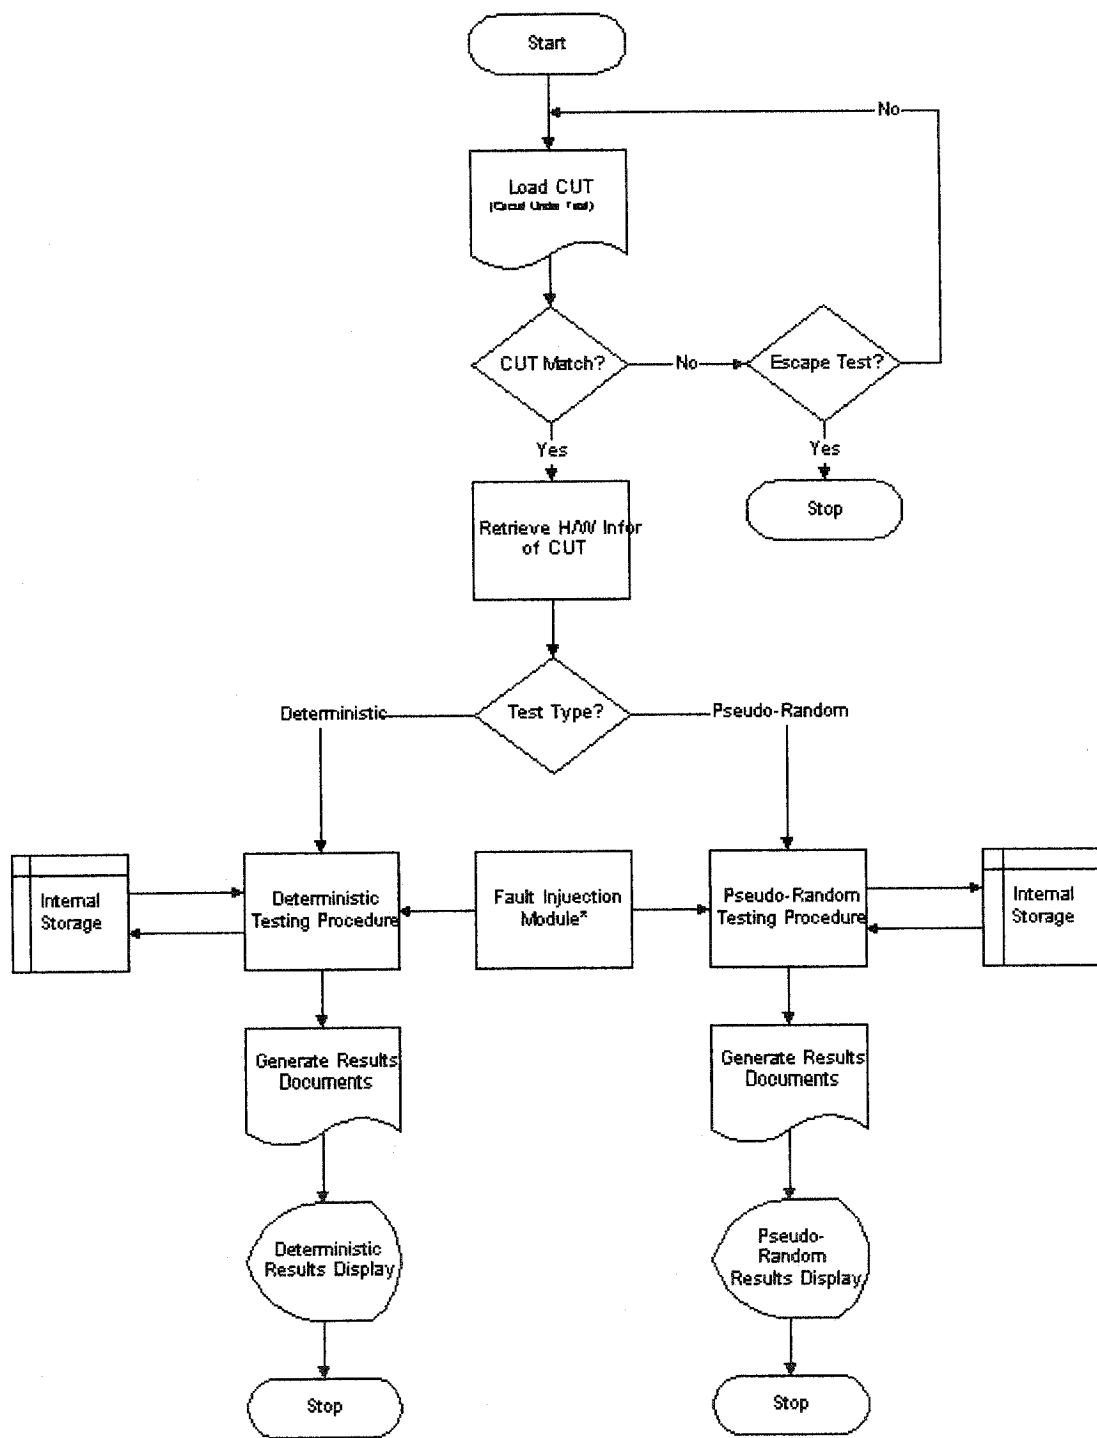 Start
No
Load CUT
(Circuit Under Test)
CUT Match?
No
Escape Test?
Yes
Yes
Stop
Retrieve H/W Infor
of CUT
Deterministic
Test Type?
Pseudo-Random
Internal
Storage
Deterministic
Testing Procedure
Fault Injuection
Module*
Pseudo-Random
Testing Procedure
Internal
Storage
Generate Results
Documents
Generate Results
Documents
Deterministic
Results Display
Pseudo-
Random
Results Display
Stop
Stop